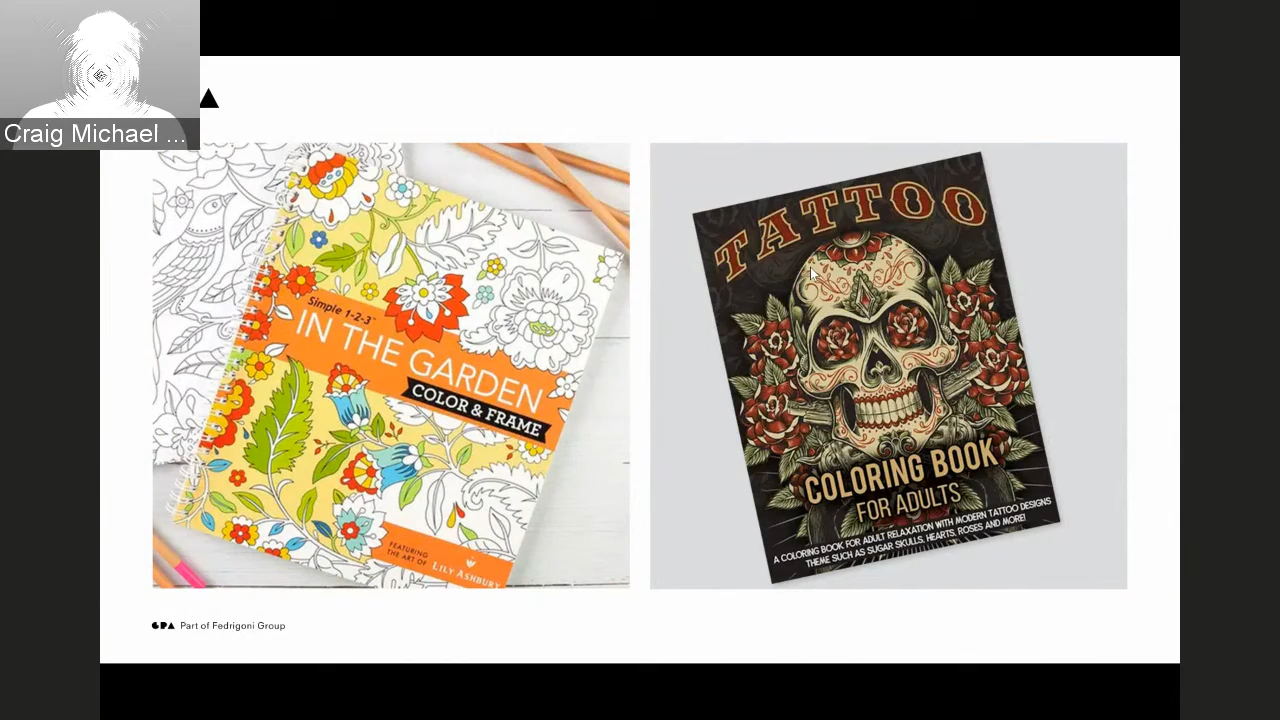 Craig Michael ...
Simple 1-2-3™
IN THE GARDEN
COLOR & FRAME
FEATURING
THE ART OF
LILY ASHBURY
TATTOO
COLORING BOOK
FOR ADULTS
A COLORING BOOK FOR ADULT RELAXATION WITH MODERN TATTOO DESIGNS
THEME SUCH AS SUGAR SKULLS, HEARTS, ROSES AND MORE!
GPA Part of Fedrigoni Group